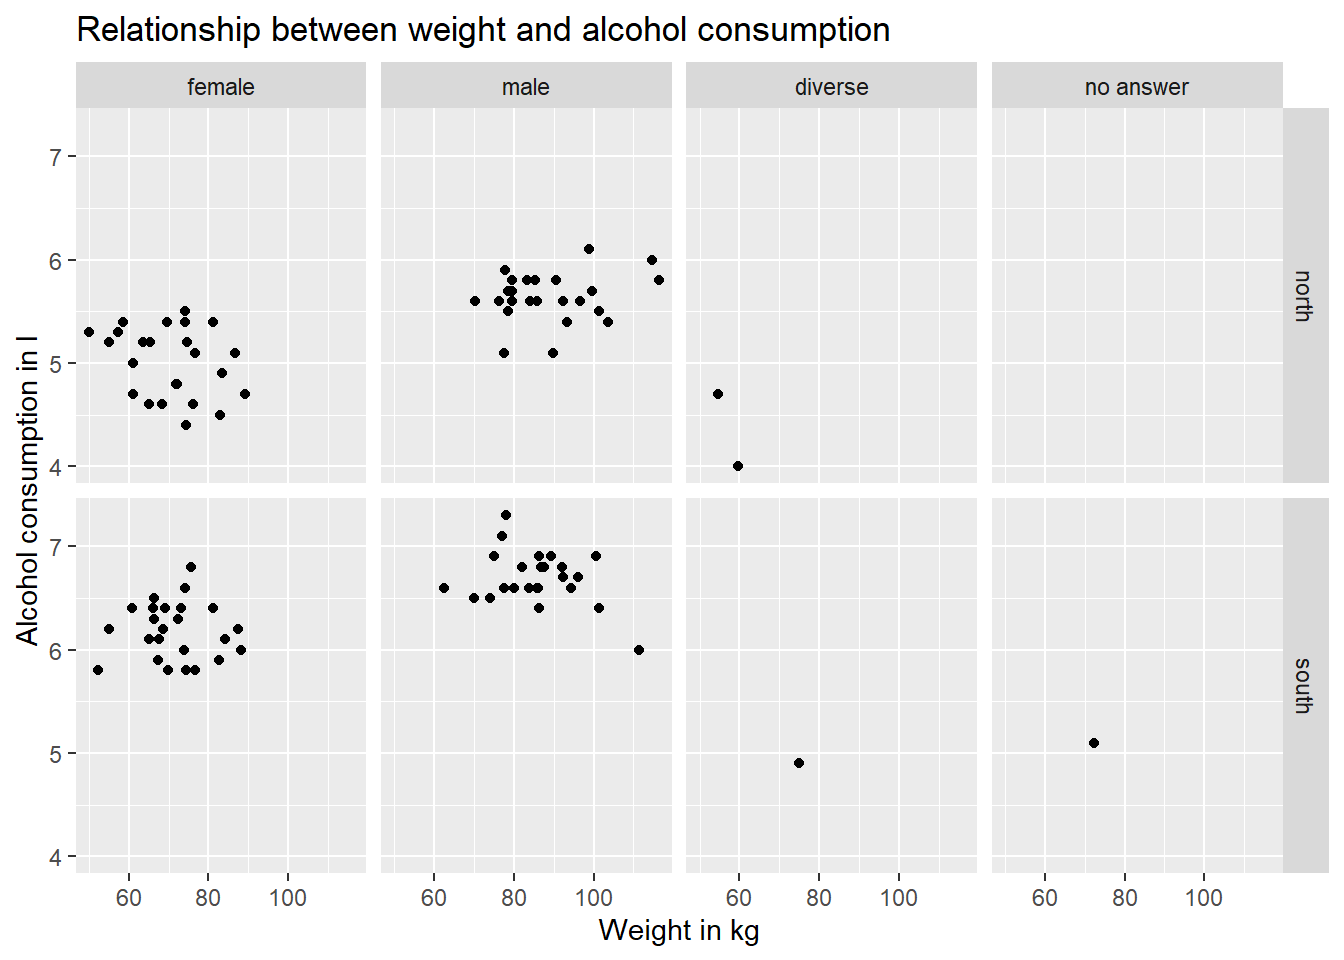 Relationship between weight and alcohol consumption
female male diverse no answer
7
6
5
4
north
Alcohol consumption in l
7
6
5
4
south
60 80 100 60 80 100 60 80 100 60 80 100
Weight in kg